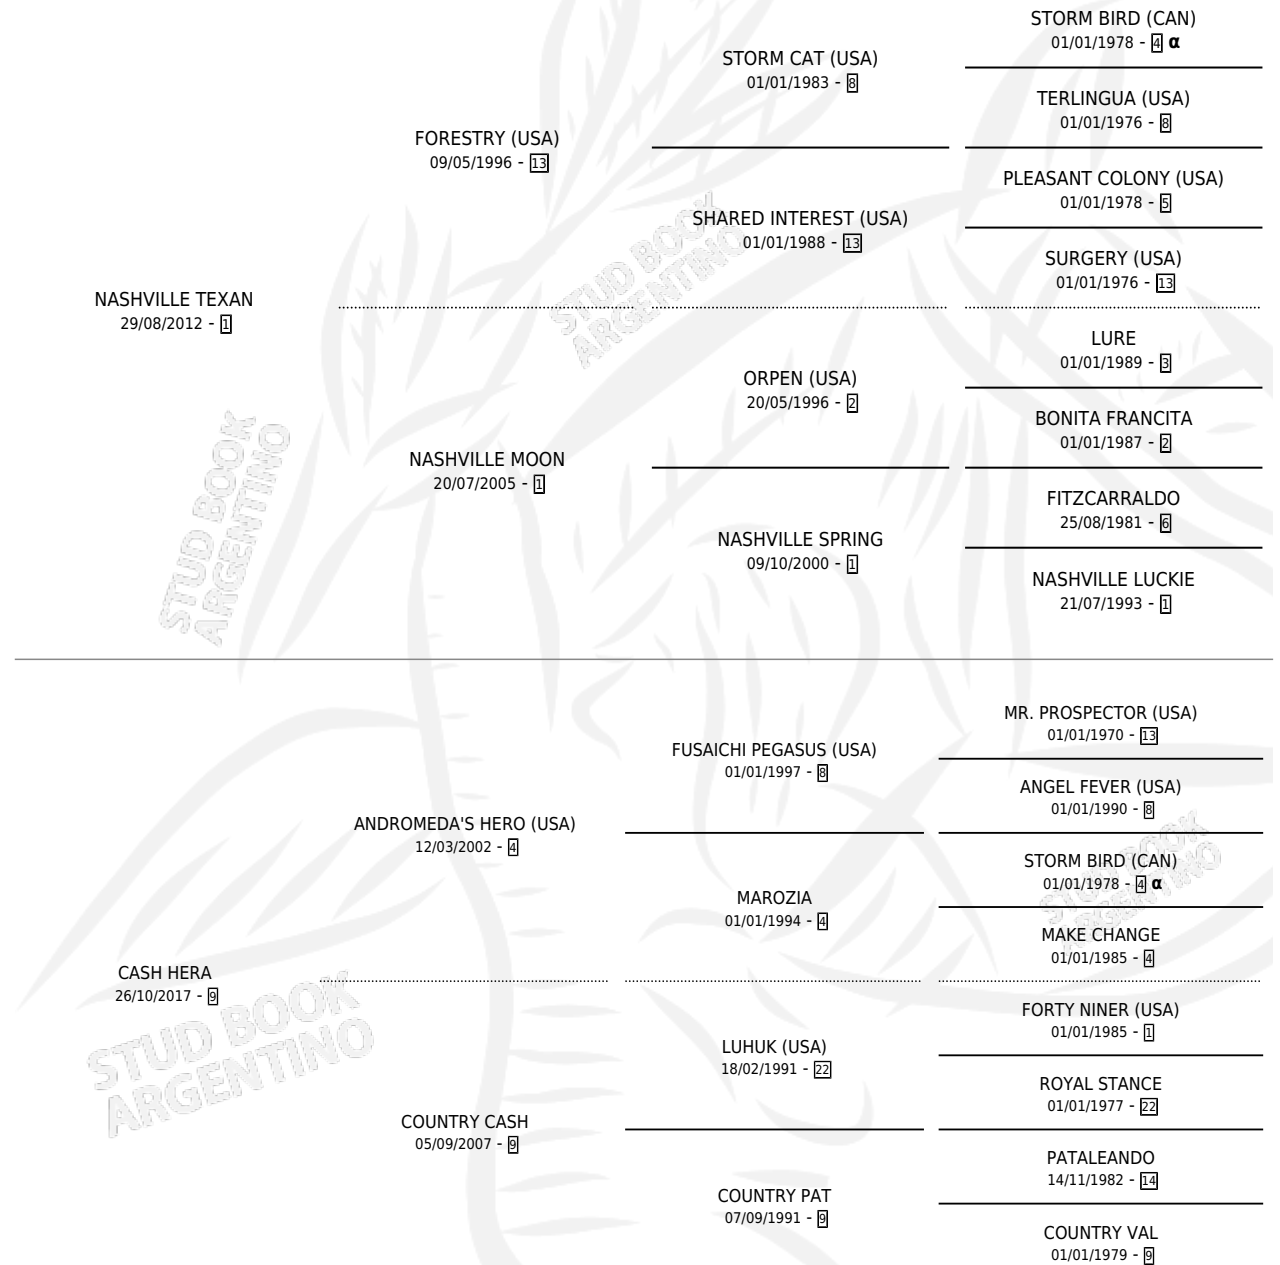 STORM BIRD (CAN)
01/01/1978 - 4 α
STORM CAT (USA)
01/01/1983 - 8
TERLINGUA (USA)
01/01/1976 - 8
FORESTRY (USA)
09/05/1996 - 13
PLEASANT COLONY (USA)
01/01/1978 - 5
SHARED INTEREST (USA)
01/01/1988 - 13
SURGERY (USA)
01/01/1976 - 13
NASHVILLE TEXAN
29/08/2012 - 1
LURE
01/01/1989 - 3
ORPEN (USA)
20/05/1996 - 2
BONITA FRANCITA
01/01/1987 - 2
NASHVILLE MOON
20/07/2005 - 1
FITZCARRALDO
25/08/1981 - 6
NASHVILLE SPRING
09/10/2000 - 1
NASHVILLE LUCKIE
21/07/1993 - 1
MR. PROSPECTOR (USA)
01/01/1970 - 13
FUSAICHI PEGASUS (USA)
01/01/1997 - 8
ANGEL FEVER (USA)
01/01/1990 - 8
ANDROMEDA'S HERO (USA)
12/03/2002 - 4
STORM BIRD (CAN)
01/01/1978 - 4 α
MAROZIA
01/01/1994 - 4
MAKE CHANGE
01/01/1985 - 4
CASH HERA
26/10/2017 - 9
FORTY NINER (USA)
01/01/1985 - 1
LUHUK (USA)
18/02/1991 - 22
ROYAL STANCE
01/01/1977 - 22
COUNTRY CASH
05/09/2007 - 9
PATALEANDO
14/11/1982 - 14
COUNTRY PAT
07/09/1991 - 9
COUNTRY VAL
01/01/1979 - 9
STUD BOOK
ARGENTINO
STUD BOOK
ARGENTINO
STUD BOOK
ARGENTINO
STUD BOOK
ARGENTINO